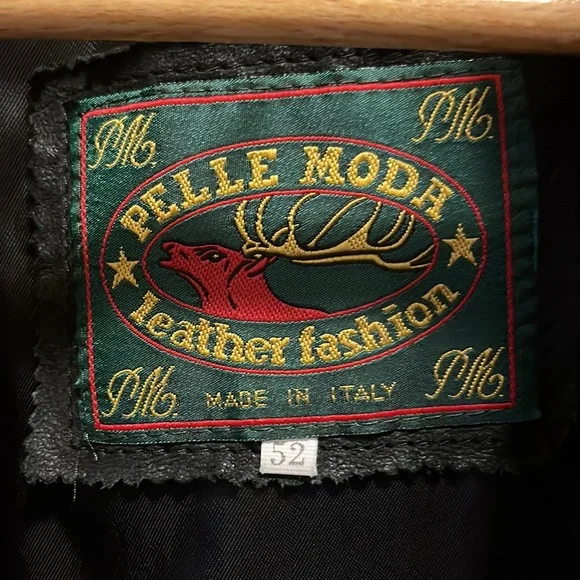 PM. PM.
PELLE MODA
leather fashion
PM. PM.
MADE IN ITALY
52